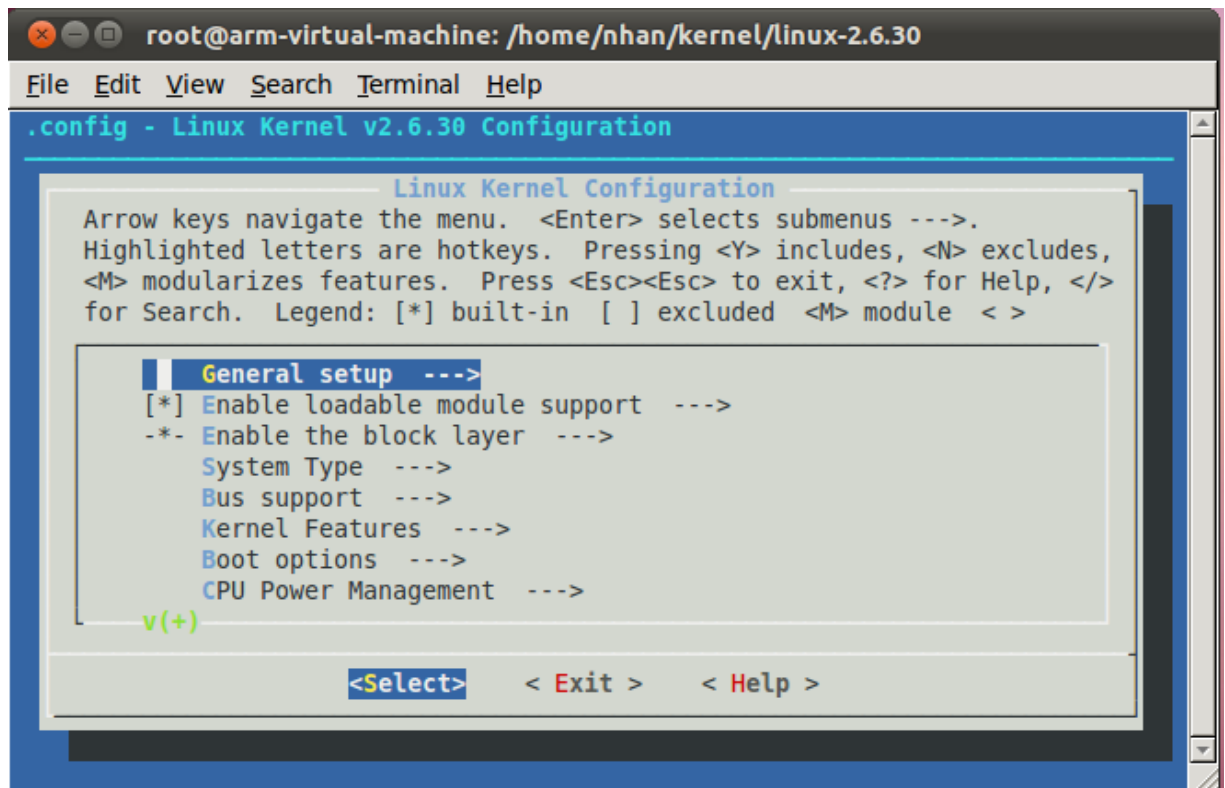 root@arm-virtual-machine: /home/nhan/kernel/linux-2.6.30
File Edit View Search Terminal Help
.config - Linux Kernel v2.6.30 Configuration
Linux Kernel Configuration
Arrow keys navigate the menu.  <Enter> selects submenus --->.
Highlighted letters are hotkeys.  Pressing <Y> includes, <N> excludes,
<M> modularizes features.  Press <Esc><Esc> to exit, <?> for Help, </>
for Search.  Legend: [*] built-in  [ ] excluded  <M> module  < >
General setup  --->
[*] Enable loadable module support  --->
-*- Enable the block layer  --->
System Type  --->
Bus support  --->
Kernel Features  --->
Boot options  --->
CPU Power Management  --->
v(+)
<Select>    < Exit >    < Help >